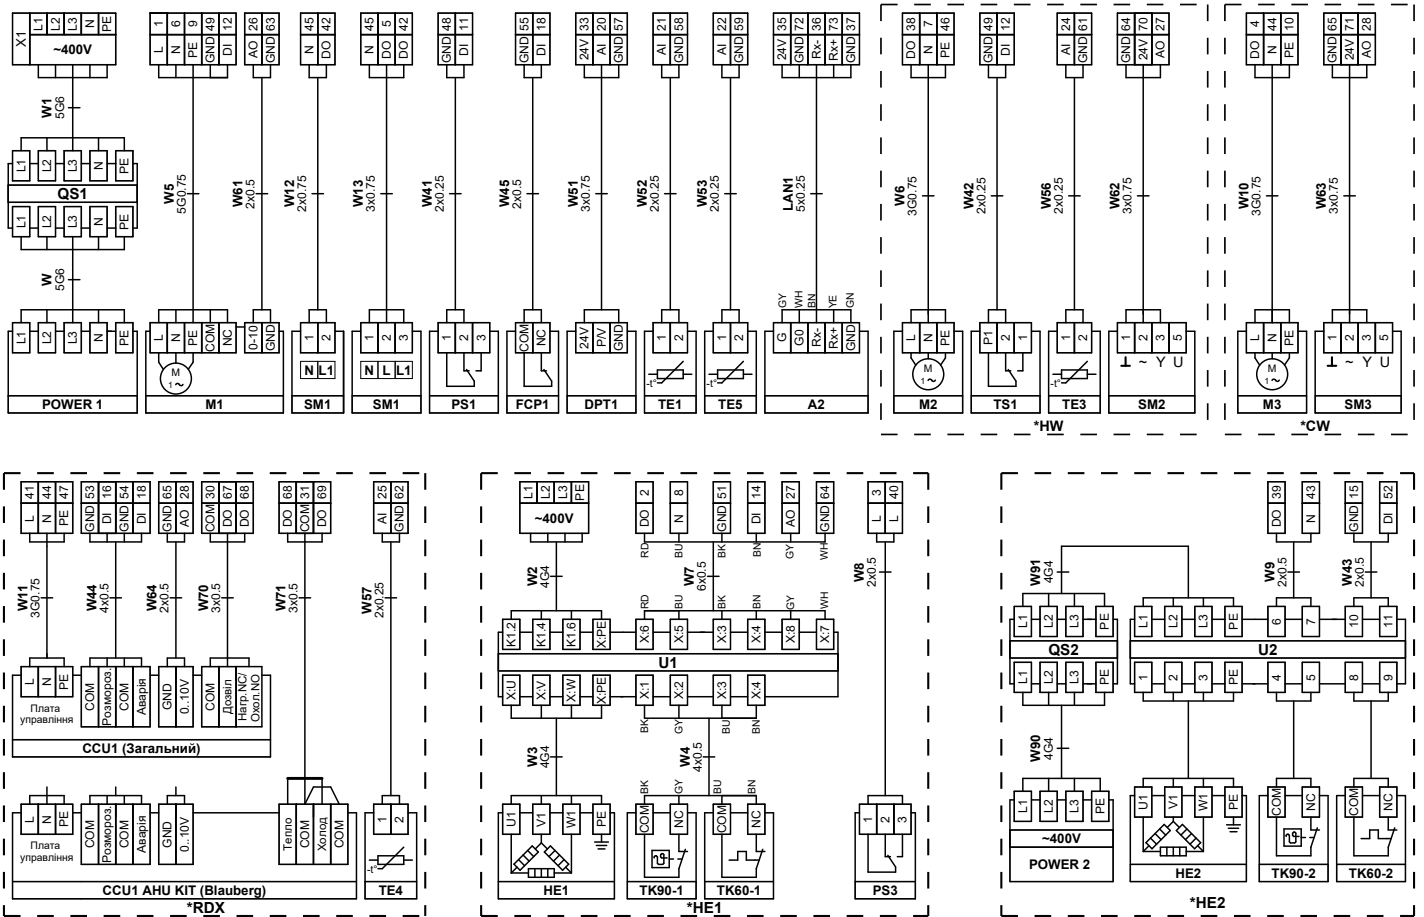 X1 L1 L2 L3 N PE
~400V
1 6 9 49 12
L N PE GND DI
26 63
AO GND
45 42
N DO
45 5 42
N DO DO
48 11
GND DI
55 18
GND DI
33 20 57
24V AI GND
21 58
AI GND
22 59
AI GND
35 72 36 73 37
24V GND Rx- Rx+ GND
38 7 46
DO N PE
49 12
GND DI
24 61
AI GND
64 70 27
GND 24V AO
4 44 10
DO N PE
65 71 28
GND 24V AO
W1 5G6
L1 L2 L3 N PE
QS1
L1 L2 L3 N PE
W 5G6
W5 5G0.75
W61 2x0.5
W12 2x0.75
W13 3x0.75
W41 2x0.25
W45 2x0.5
W51 3x0.75
W52 2x0.25
W53 2x0.25
LAN1 5x0.25
W6 3G0.75
W42 2x0.25
W56 2x0.25
W62 3x0.75
W10 3G0.75
W63 3x0.75
GY WH BN YE GN
L1 L2 L3 N PE
L N PE COM NC
0-10 GND
1 2
1 2 3
1 2 3
COM NC
24V P/V GND
1 2
1 2
G G0 Rx- Rx+ GND
L N PE
P1 2 1
1 2
1 2 3 5
L N PE
1 2 3 5
M 1~
N L1
N L L1
-t°
-t°
M 1~
-t°
⊥ ~ Y U
M 1~
⊥ ~ Y U
POWER 1
M1
SM1
SM1
PS1
FCP1
DPT1
TE1
TE5
A2
M2
TS1
TE3
SM2
M3
SM3
*HW
*CW
41 44 47
L N PE
53 16 54 18
GND DI GND DI
65 28
GND AO
30 67 68
COM DO DO
68 31 69
DO COM DO
25 62
AI GND
W11 3G0.75
W44 4x0.5
W64 2x0.5
W70 3x0.5
W71 3x0.5
W57 2x0.25
L N PE
Плата
управління
COM Розмороз. COM Аварія
GND 0..10V
COM Дозвіл Нагр.NC/ Охол.NO
CCU1 (Загальний)
L N PE
Плата
управління
COM Розмороз. COM Аварія
GND 0..10V
Тепло COM Холод COM
1 2
-t°
CCU1 AHU KIT (Blauberg)
TE4
*RDX
L1 L2 L3 PE
~400V
2 8 51 14 27 64
DO N GND DI AO GND
3 40
L L
RD BU BK BN GY WH
W2 4G4
W7 6x0.5
W8 2x0.5
RD BU BK BN GY WH
K1.2 K1.4 K1.6 X:PE X:6 X:5 X:3 X:4 X:8 X:7
U1
X:U X:V X:W X:PE X:1 X:2 X:3 X:4
BK GY BU BN
W3 4G4
W4 4x0.5
BK GY BU BN
U1 V1 W1 PE
COM NC
COM NC
1 2 3
HE1
TK90-1
TK60-1
PS3
*HE1
39 43
DO N
15 52
GND DI
W91 4G4
W9 2x0.5
W43 2x0.5
L1 L2 L3 PE
L1 L2 L3 PE 6 7 10 11
QS2
U2
L1 L2 L3 PE
1 2 3 PE 4 5 8 9
W90 4G4
L1 L2 L3 PE
~400V
POWER 2
U1 V1 W1 PE
COM NC
COM NC
HE2
TK90-2
TK60-2
*HE2